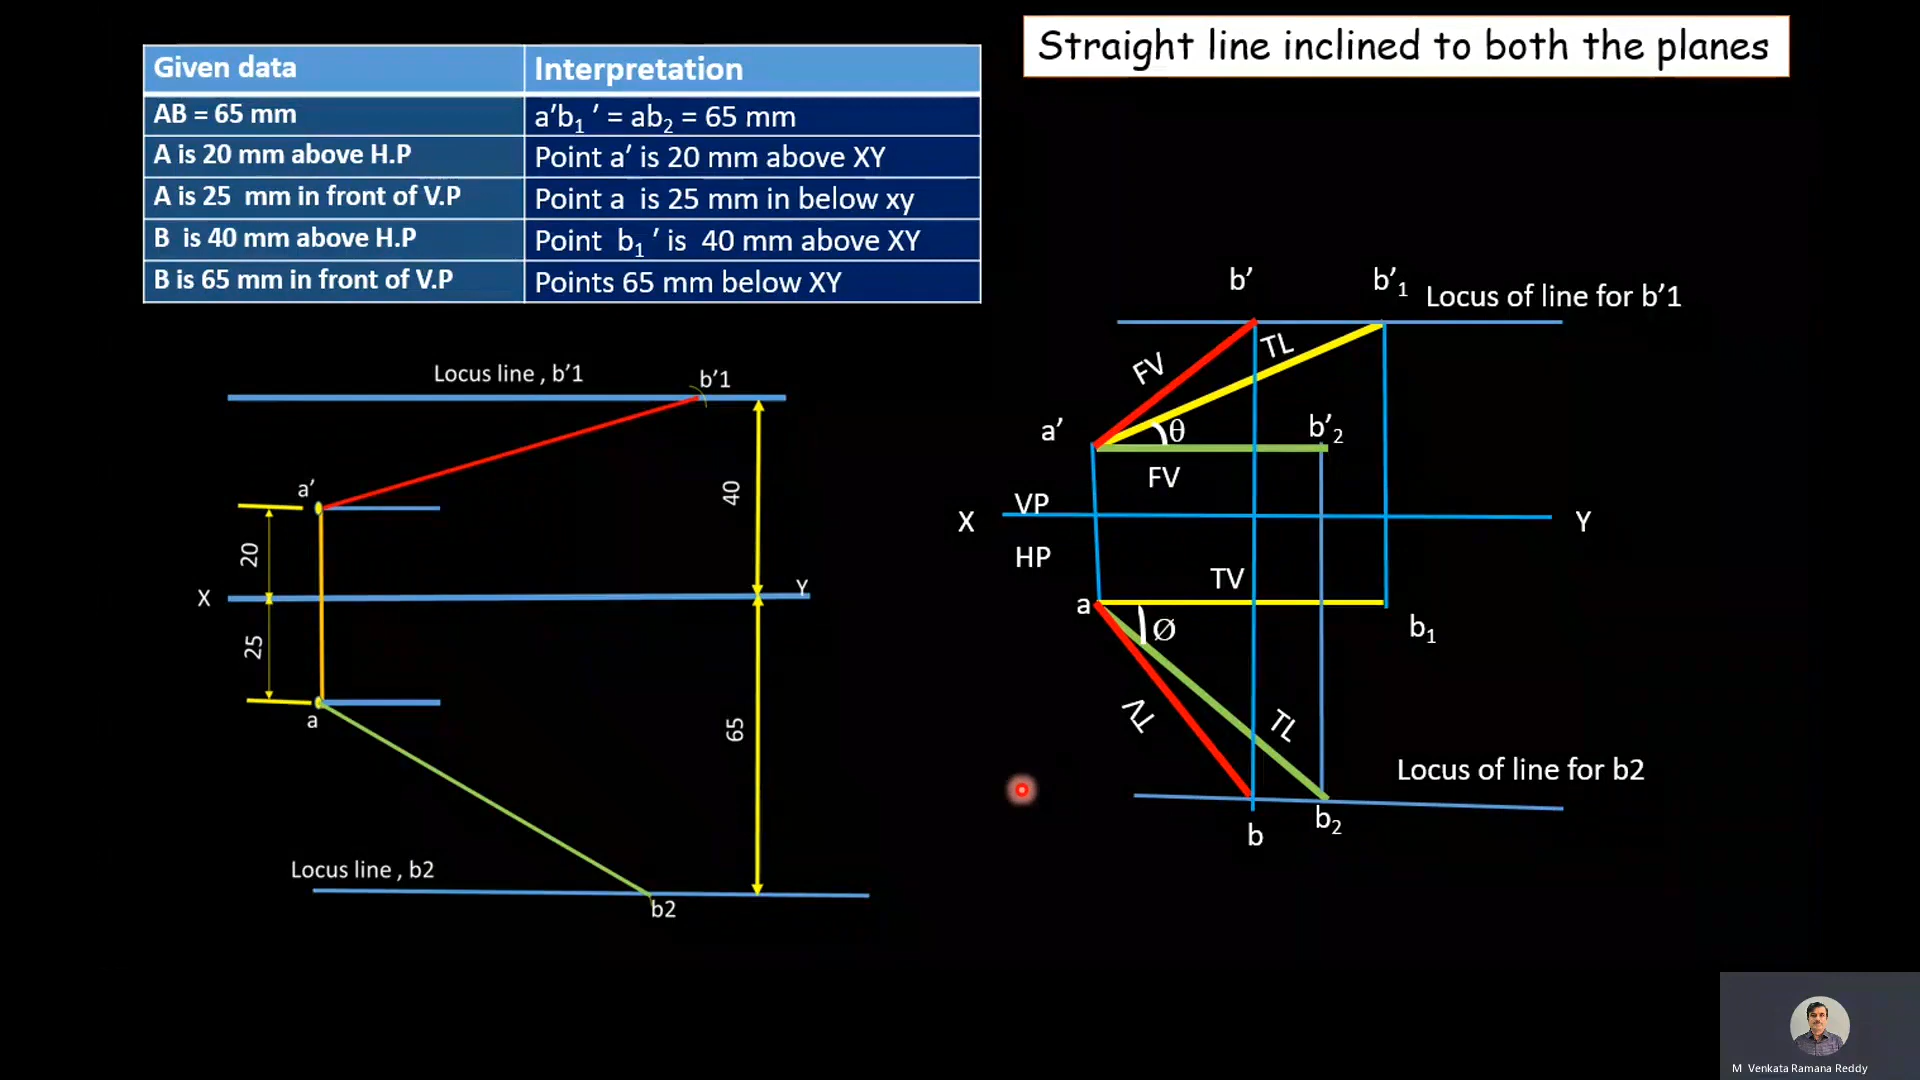 Straight line inclined to both the planes
Given data Interpretation
AB = 65 mm a′b₁ ′ = ab₂ = 65 mm
A is 20 mm above H.P Point a′ is 20 mm above XY
A is 25 mm in front of V.P Point a is 25 mm in below xy
B is 40 mm above H.P Point b₁ ′ is 40 mm above XY
B is 65 mm in front of V.P Points 65 mm below XY
Locus line , b’1
b’1
a’
40
20
X
Y
25
a
65
Locus line , b2
b2
b’
b’₁
Locus of line for b’1
TL
FV
a’
θ
b’₂
FV
VP
X
Y
HP
TV
a
Ø
b₁
TV
TL
Locus of line for b2
b
b₂
M Venkata Ramana Reddy